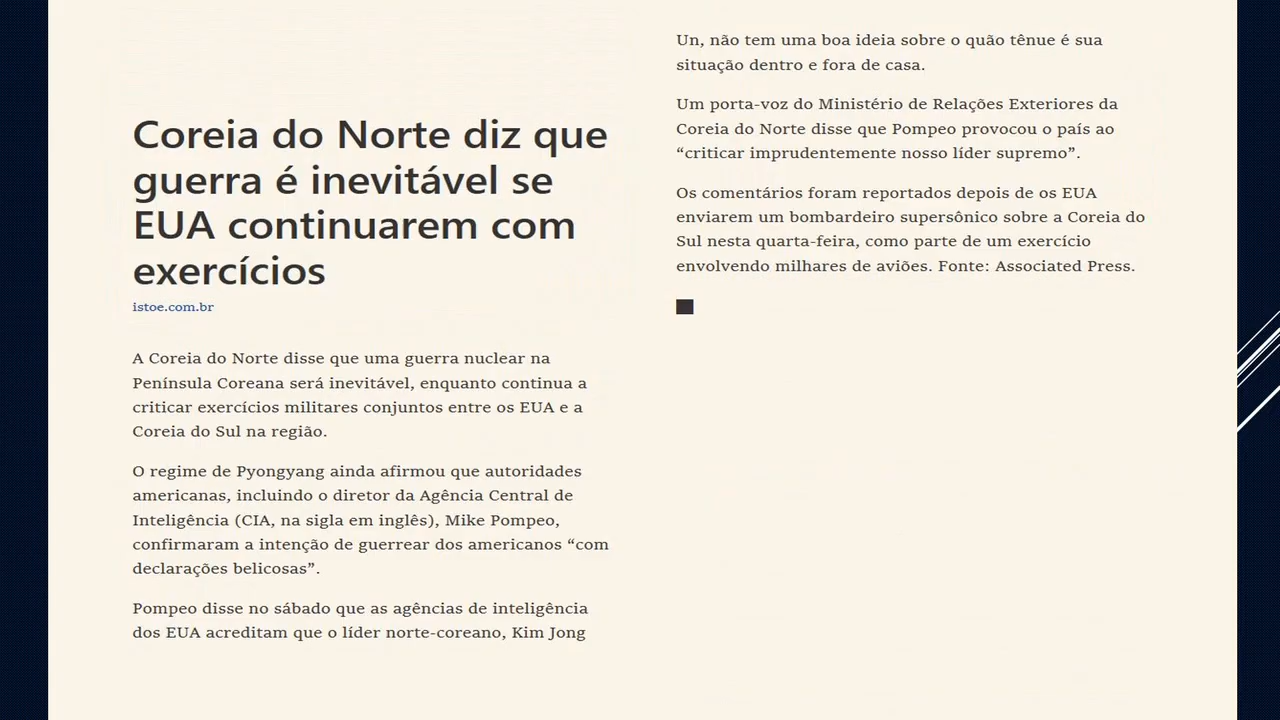 Coreia do Norte diz que
guerra é inevitável se
EUA continuarem com
exercícios
istoe.com.br
A Coreia do Norte disse que uma guerra nuclear na
Península Coreana será inevitável, enquanto continua a
criticar exercícios militares conjuntos entre os EUA e a
Coreia do Sul na região.
O regime de Pyongyang ainda afirmou que autoridades
americanas, incluindo o diretor da Agência Central de
Inteligência (CIA, na sigla em inglês), Mike Pompeo,
confirmaram a intenção de guerrear dos americanos “com
declarações belicosas”.
Pompeo disse no sábado que as agências de inteligência
dos EUA acreditam que o líder norte-coreano, Kim Jong
Un, não tem uma boa ideia sobre o quão tênue é sua
situação dentro e fora de casa.
Um porta-voz do Ministério de Relações Exteriores da
Coreia do Norte disse que Pompeo provocou o país ao
“criticar imprudentemente nosso líder supremo”.
Os comentários foram reportados depois de os EUA
enviarem um bombardeiro supersônico sobre a Coreia do
Sul nesta quarta-feira, como parte de um exercício
envolvendo milhares de aviões. Fonte: Associated Press.